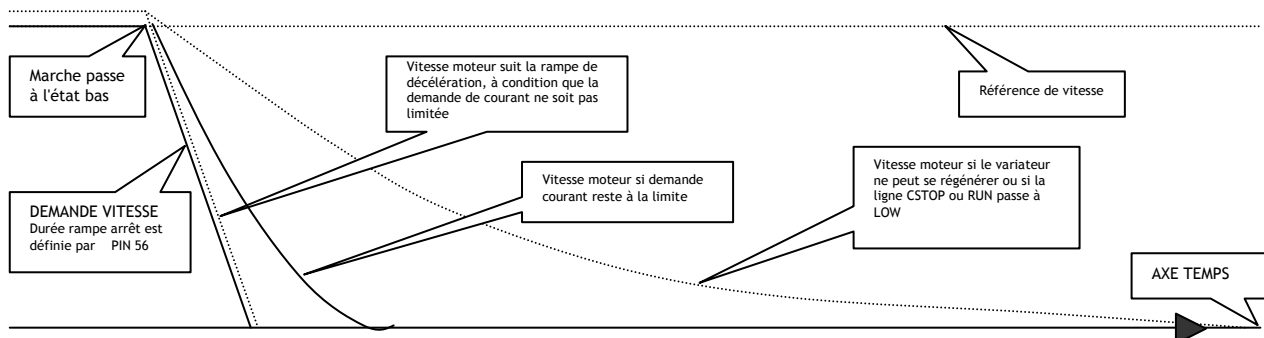 Marche passe
à l'état bas
Vitesse moteur suit la rampe de
décélération, à condition que la
demande de courant ne soit pas
limitée
Référence de vitesse
DEMANDE VITESSE
Durée rampe arrêt est
définie par PIN 56
Vitesse moteur si demande
courant reste à la limite
Vitesse moteur si le variateur
ne peut se régénérer ou si la
ligne CSTOP ou RUN passe à
LOW
AXE TEMPS